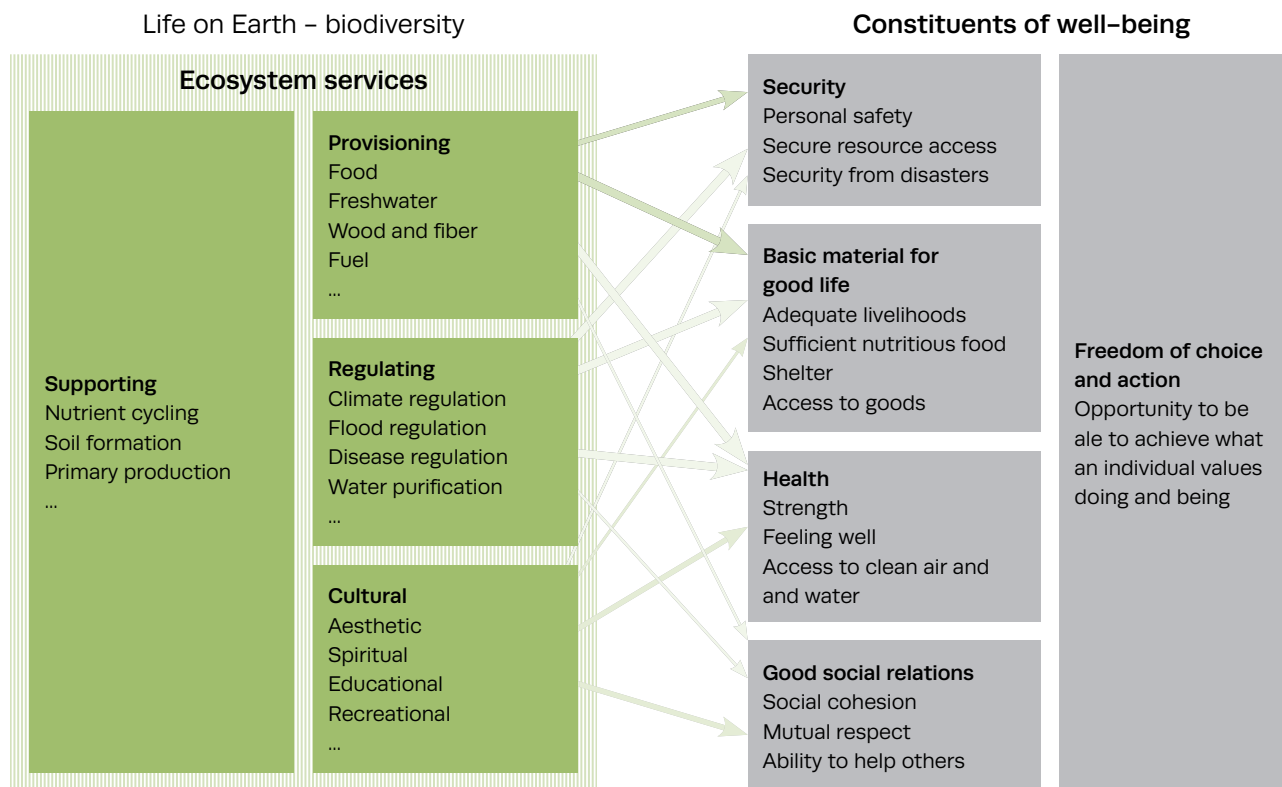 Life on Earth – biodiversity
Ecosystem services
Supporting
Nutrient cycling
Soil formation
Primary production
...
Provisioning
Food
Freshwater
Wood and fiber
Fuel
...
Regulating
Climate regulation
Flood regulation
Disease regulation
Water purification
...
Cultural
Aesthetic
Spiritual
Educational
Recreational
...
Constituents of well-being
Security
Personal safety
Secure resource access
Security from disasters
Basic material for
good life
Adequate livelihoods
Sufficient nutritious food
Shelter
Access to goods
Health
Strength
Feeling well
Access to clean air and
and water
Good social relations
Social cohesion
Mutual respect
Ability to help others
Freedom of choice
and action
Opportunity to be
ale to achieve what
an individual values
doing and being